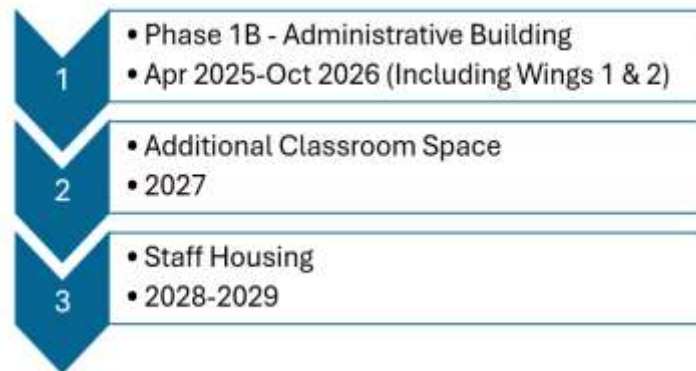 1
• Phase 1B - Administrative Building
• Apr 2025-Oct 2026 (Including Wings 1 & 2)
2
• Additional Classroom Space
• 2027
3
• Staff Housing
• 2028-2029